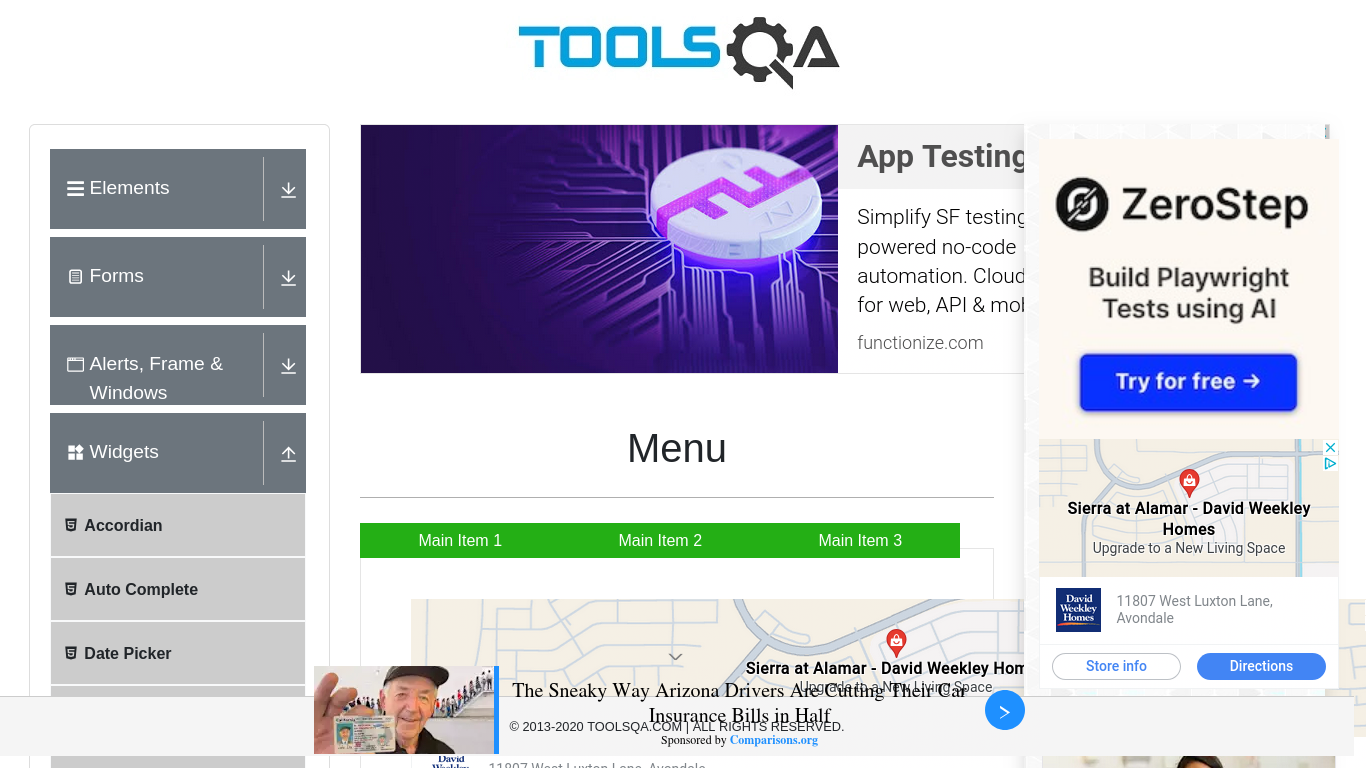 TOOLSQA
Elements
Forms
Alerts, Frame &
Windows
Widgets
Accordian
Auto Complete
Date Picker
App Testing
Simplify SF testing
powered no-code
automation. Cloud
for web, API & mob
functionize.com
Menu
Main Item 1
Main Item 2
Main Item 3
Sierra at Alamar - David Weekley Hom
Upgrade to a New Living Space
The Sneaky Way Arizona Drivers Are Cutting Their Car
Insurance Bills in Half
© 2013-2020 TOOLSQA.COM | ALL RIGHTS RESERVED.
Sponsored by Comparisons.org
David
11807 West Luxton Lane, Avondale
ZeroStep
Build Playwright
Tests using AI
Try for free →
Sierra at Alamar - David Weekley
Homes
Upgrade to a New Living Space
David
Weekley
Homes
11807 West Luxton Lane,
Avondale
Store info
Directions